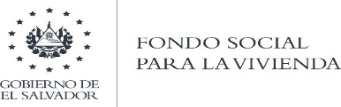 FONDO SOCIAL
PARA LA VIVIENDA
GOBIERNO DE
EL SALVADOR